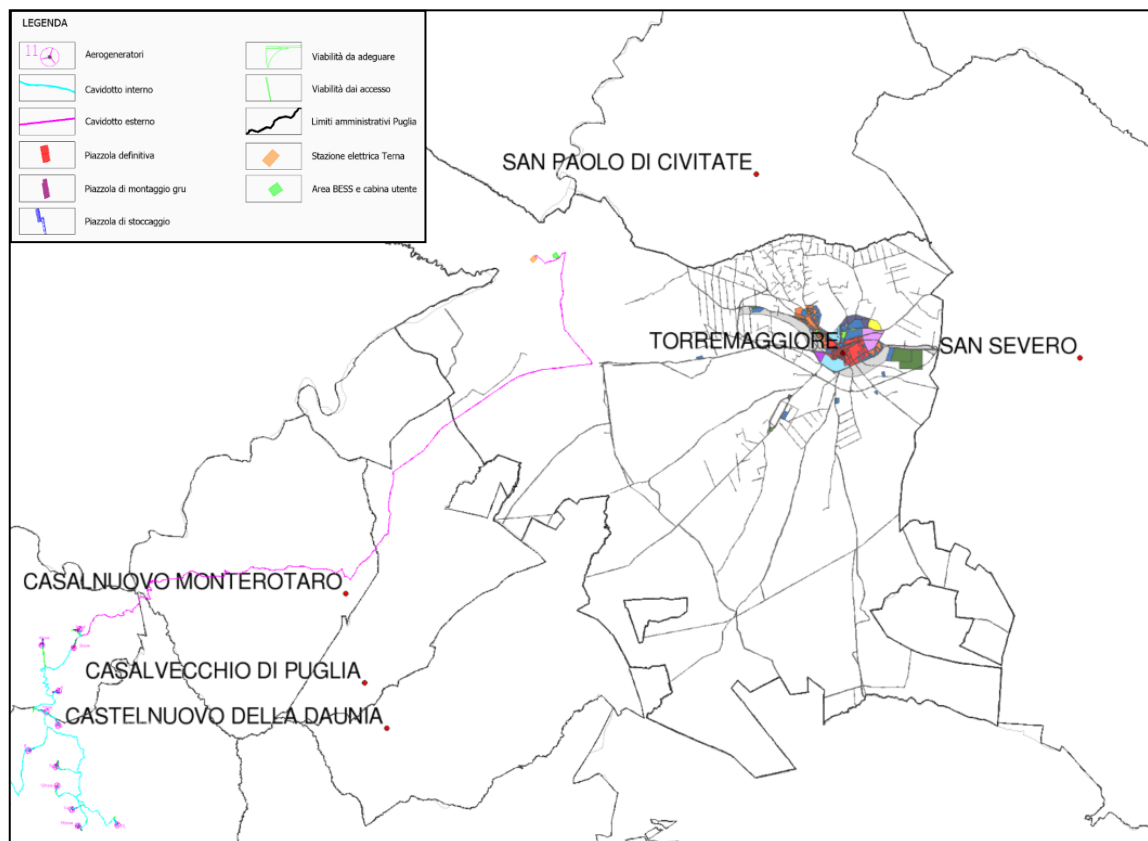 LEGENDA
11
Aerogeneratori
Cavidotto interno
Cavidotto esterno
Piazzola definitiva
Piazzola di montaggio gru
Piazzola di stoccaggio
Viabilità da adeguare
Viabilità dai accesso
Limiti amministrativi Puglia
Stazione elettrica Terna
Area BESS e cabina utente
SAN PAOLO DI CIVITATE
TORREMAGGIORE
SAN SEVERO
CASALNUOVO MONTEROTARO
CASALVECCHIO DI PUGLIA
CASTELNUOVO DELLA DAUNIA